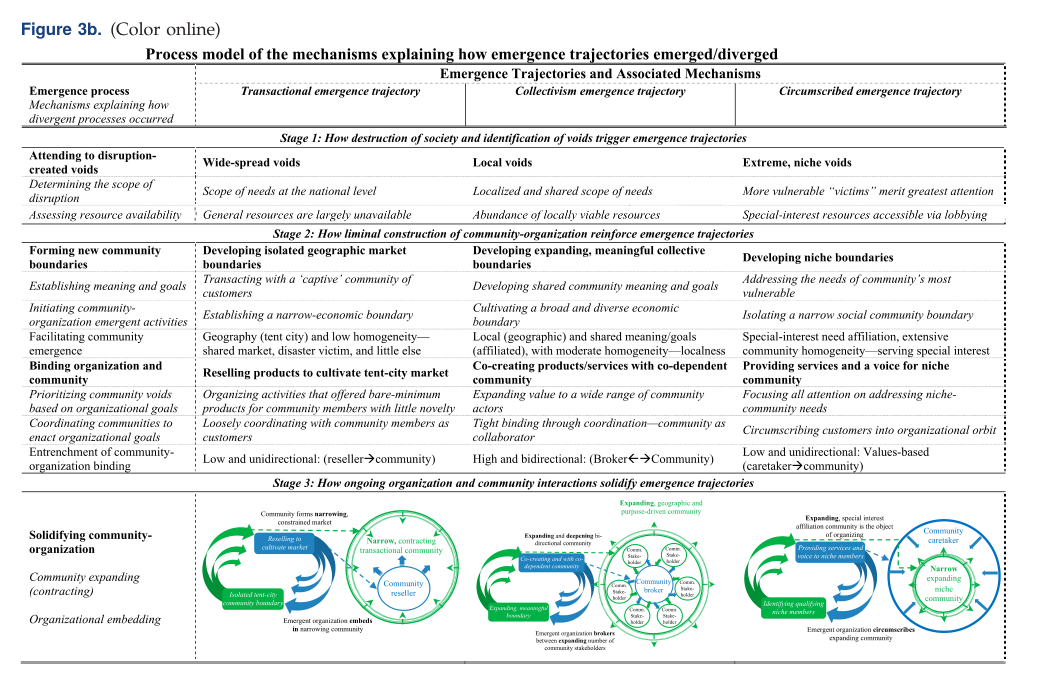 Figure 3b. (Color online)
Process model of the mechanisms explaining how emergence trajectories emerged/diverged
Emergence Trajectories and Associated Mechanisms
Emergence process
Mechanisms explaining how
divergent processes occurred
Transactional emergence trajectory
Collectivism emergence trajectory
Circumscribed emergence trajectory
Stage 1: How destruction of society and identification of voids trigger emergence trajectories
Attending to disruption-
created voids
Wide-spread voids
Local voids
Extreme, niche voids
Determining the scope of
disruption
Scope of needs at the national level
Localized and shared scope of needs
More vulnerable “victims” merit greatest attention
Assessing resource availability
General resources are largely unavailable
Abundance of locally viable resources
Special-interest resources accessible via lobbying
Stage 2: How liminal construction of community-organization reinforce emergence trajectories
Forming new community
boundaries
Developing isolated geographic market
boundaries
Developing expanding, meaningful collective
boundaries
Developing niche boundaries
Establishing meaning and goals
Transacting with a ‘captive’ community of
customers
Developing shared community meaning and goals
Addressing the needs of community’s most
vulnerable
Initiating community-
organization emergent activities
Establishing a narrow-economic boundary
Cultivating a broad and diverse economic
boundary
Isolating a narrow social community boundary
Facilitating community
emergence
Geography (tent city) and low homogeneity—
shared market, disaster victim, and little else
Local (geographic) and shared meaning/goals
(affiliated), with moderate homogeneity—localness
Special-interest need affiliation, extensive
community homogeneity—serving special interest
Binding organization and
community
Reselling products to cultivate tent-city market
Co-creating products/services with co-dependent
community
Providing services and a voice for niche
community
Prioritizing community voids
based on organizational goals
Organizing activities that offered bare-minimum
products for community members with little novelty
Expanding value to a wide range of community
actors
Focusing all attention on addressing niche-
community needs
Coordinating communities to
enact organizational goals
Loosely coordinating with community members as
customers
Tight binding through coordination—community as
collaborator
Circumscribing customers into organizational orbit
Entrenchment of community-
organization binding
Low and unidirectional: (reseller→community)
High and bidirectional: (Broker←→Community)
Low and unidirectional: Values-based
(caretaker→community)
Stage 3: How ongoing organization and community interactions solidify emergence trajectories
Solidifying community-
organization
Community expanding
(contracting)
Organizational embedding
Community forms narrowing,
constrained market
Reselling to
cultivate market
Isolated tent-city
community boundary
Narrow, contracting
transactional community
Community
reseller
Emergent organization embeds
in narrowing community
Expanding, geographic and
purpose-driven community
Expanding and deepening bi-
directional community
Co-creating and with co-
dependent community
Expanding, meaningful
boundary
Comm.
Stake-
holder
Comm.
Stake-
holder
Comm.
Stake-
holder
Comm.
Stake-
holder
Comm.
Stake-
holder
Comm.
Stake-
holder
Community
broker
Emergent organization brokers
between expanding number of
community stakeholders
Expanding, special interest
affiliation community is the object
of organizing
Providing services and
voice to niche members
Identifying qualifying
niche members
Community
caretaker
Narrow
expanding
niche
community
Emergent organization circumscribes
expanding community